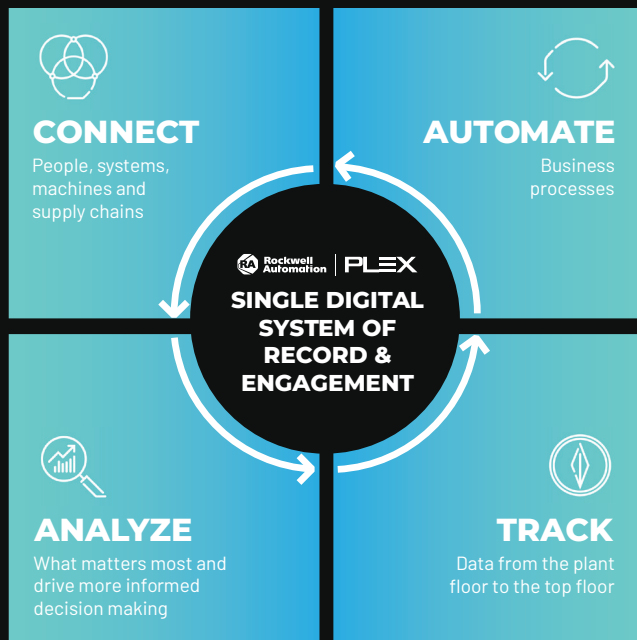 CONNECT
People, systems,
machines and
supply chains
AUTOMATE
Business
processes
RA
Rockwell
Automation
PLEX
SINGLE DIGITAL
SYSTEM OF
RECORD &
ENGAGEMENT
ANALYZE
What matters most and
drive more informed
decision making
TRACK
Data from the plant
floor to the top floor